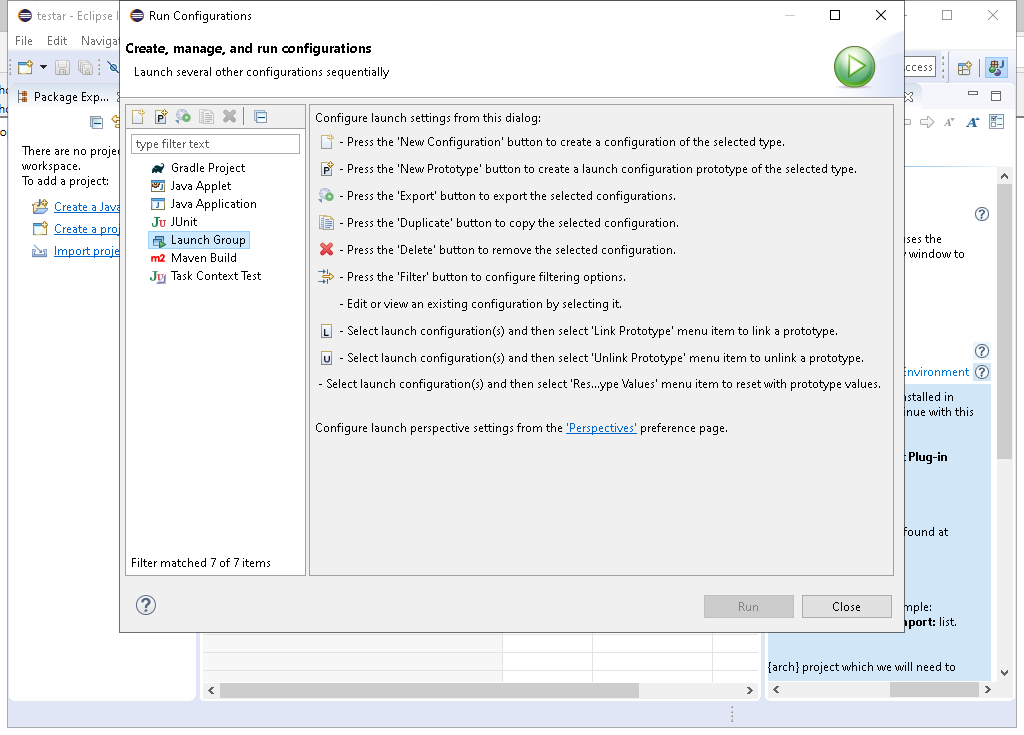 testar - Eclipse I
Run Configurations
File Edit Navigat
Create, manage, and run configurations
Launch several other configurations sequentially
ccess
Package Exp...
type filter text
Gradle Project
Java Applet
Java Application
JUnit
Launch Group
Maven Build
Task Context Test
Filter matched 7 of 7 items
Configure launch settings from this dialog:
- Press the 'New Configuration' button to create a configuration of the selected type.
- Press the 'New Prototype' button to create a launch configuration prototype of the selected type.
- Press the 'Export' button to export the selected configurations.
- Press the 'Duplicate' button to copy the selected configuration.
- Press the 'Delete' button to remove the selected configuration.
- Press the 'Filter' button to configure filtering options.
- Edit or view an existing configuration by selecting it.
- Select launch configuration(s) and then select 'Link Prototype' menu item to link a prototype.
- Select launch configuration(s) and then select 'Unlink Prototype' menu item to unlink a prototype.
- Select launch configuration(s) and then select 'Res...ype Values' menu item to reset with prototype values.
Configure launch perspective settings from the 'Perspectives' preference page.
Run Close
There are no projec
workspace.
To add a project:
Create a Java
Create a proj
Import proje
uses the
window to
Environment
nstalled in
nue with this
Plug-in
found at
mple:
mport: list.
{arch} project which we will need to